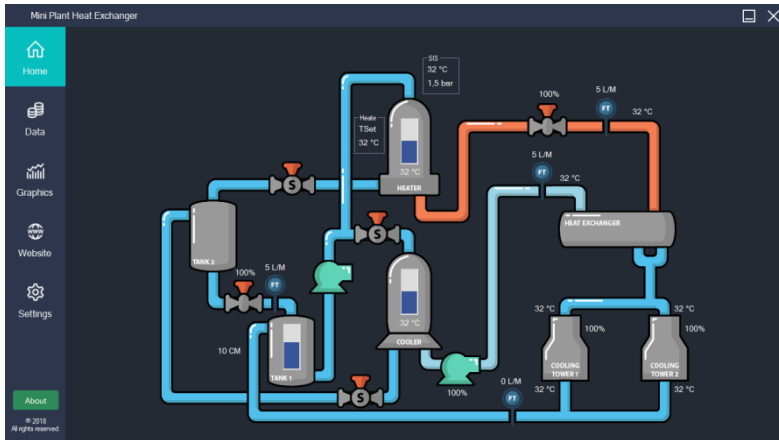 Mini Plant Heat Exchanger
Home
Data
Graphics
www
Website
Settings
About
© 2018
All rights reserved.
SIS
32 °C
1,5 ber
Heate
TSet
32 °C
32 °C
HEATER
100%
5 L/M
FT
32 °C
5 L/M
FT
32 °C
HEAT EXCHANGER
S
S
TANK 2
100%
5 L/M
FT
10 CM
TANK 1
32 °C
COOLER
S
100%
0 L/M
FT
32 °C
32 °C
100%
100%
COOLING
TOWER 1
COOLING
TOWER 2
32 °C
32 °C